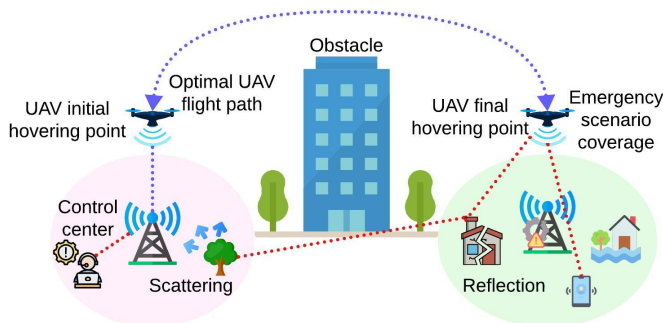 Obstacle
Optimal UAV
flight path
UAV initial
hovering point
UAV final
hovering point
Emergency
scenario
coverage
Control
center
Scattering
Reflection